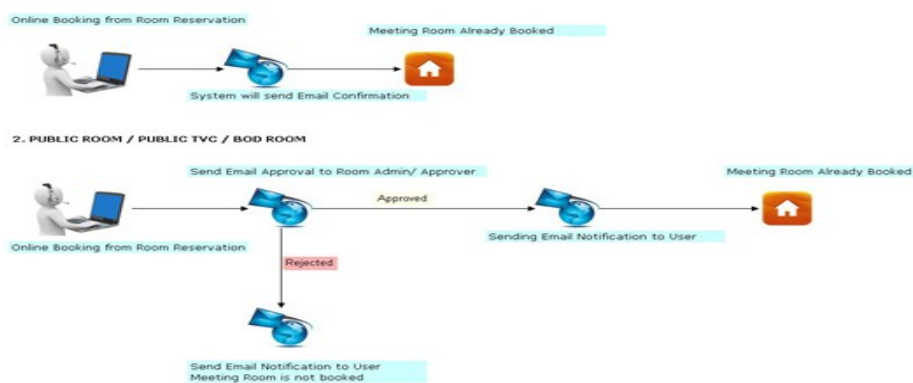 Online Booking from Room Reservation
Meeting Room Already Booked
System will send Email Confirmation
2. PUBLIC ROOM / PUBLIC TVC / BOD ROOM
Send Email Approval to Room Admin/ Approver
Meeting Room Already Booked
Approved
Online Booking from Room Reservation
Sending Email Notification to User
Rejected
Send Email Notification to User
Meeting Room is not booked